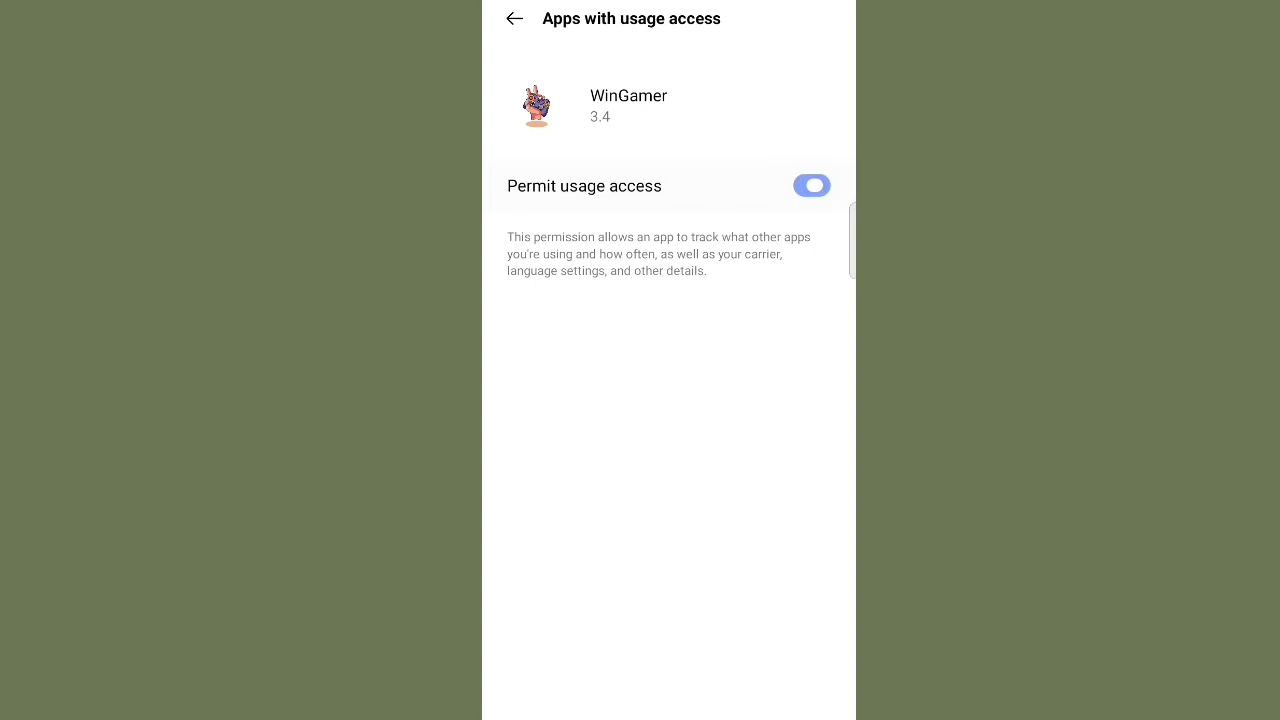 Apps with usage access
WinGamer
3.4
Permit usage access
This permission allows an app to track what other apps
you're using and how often, as well as your carrier,
language settings, and other details.